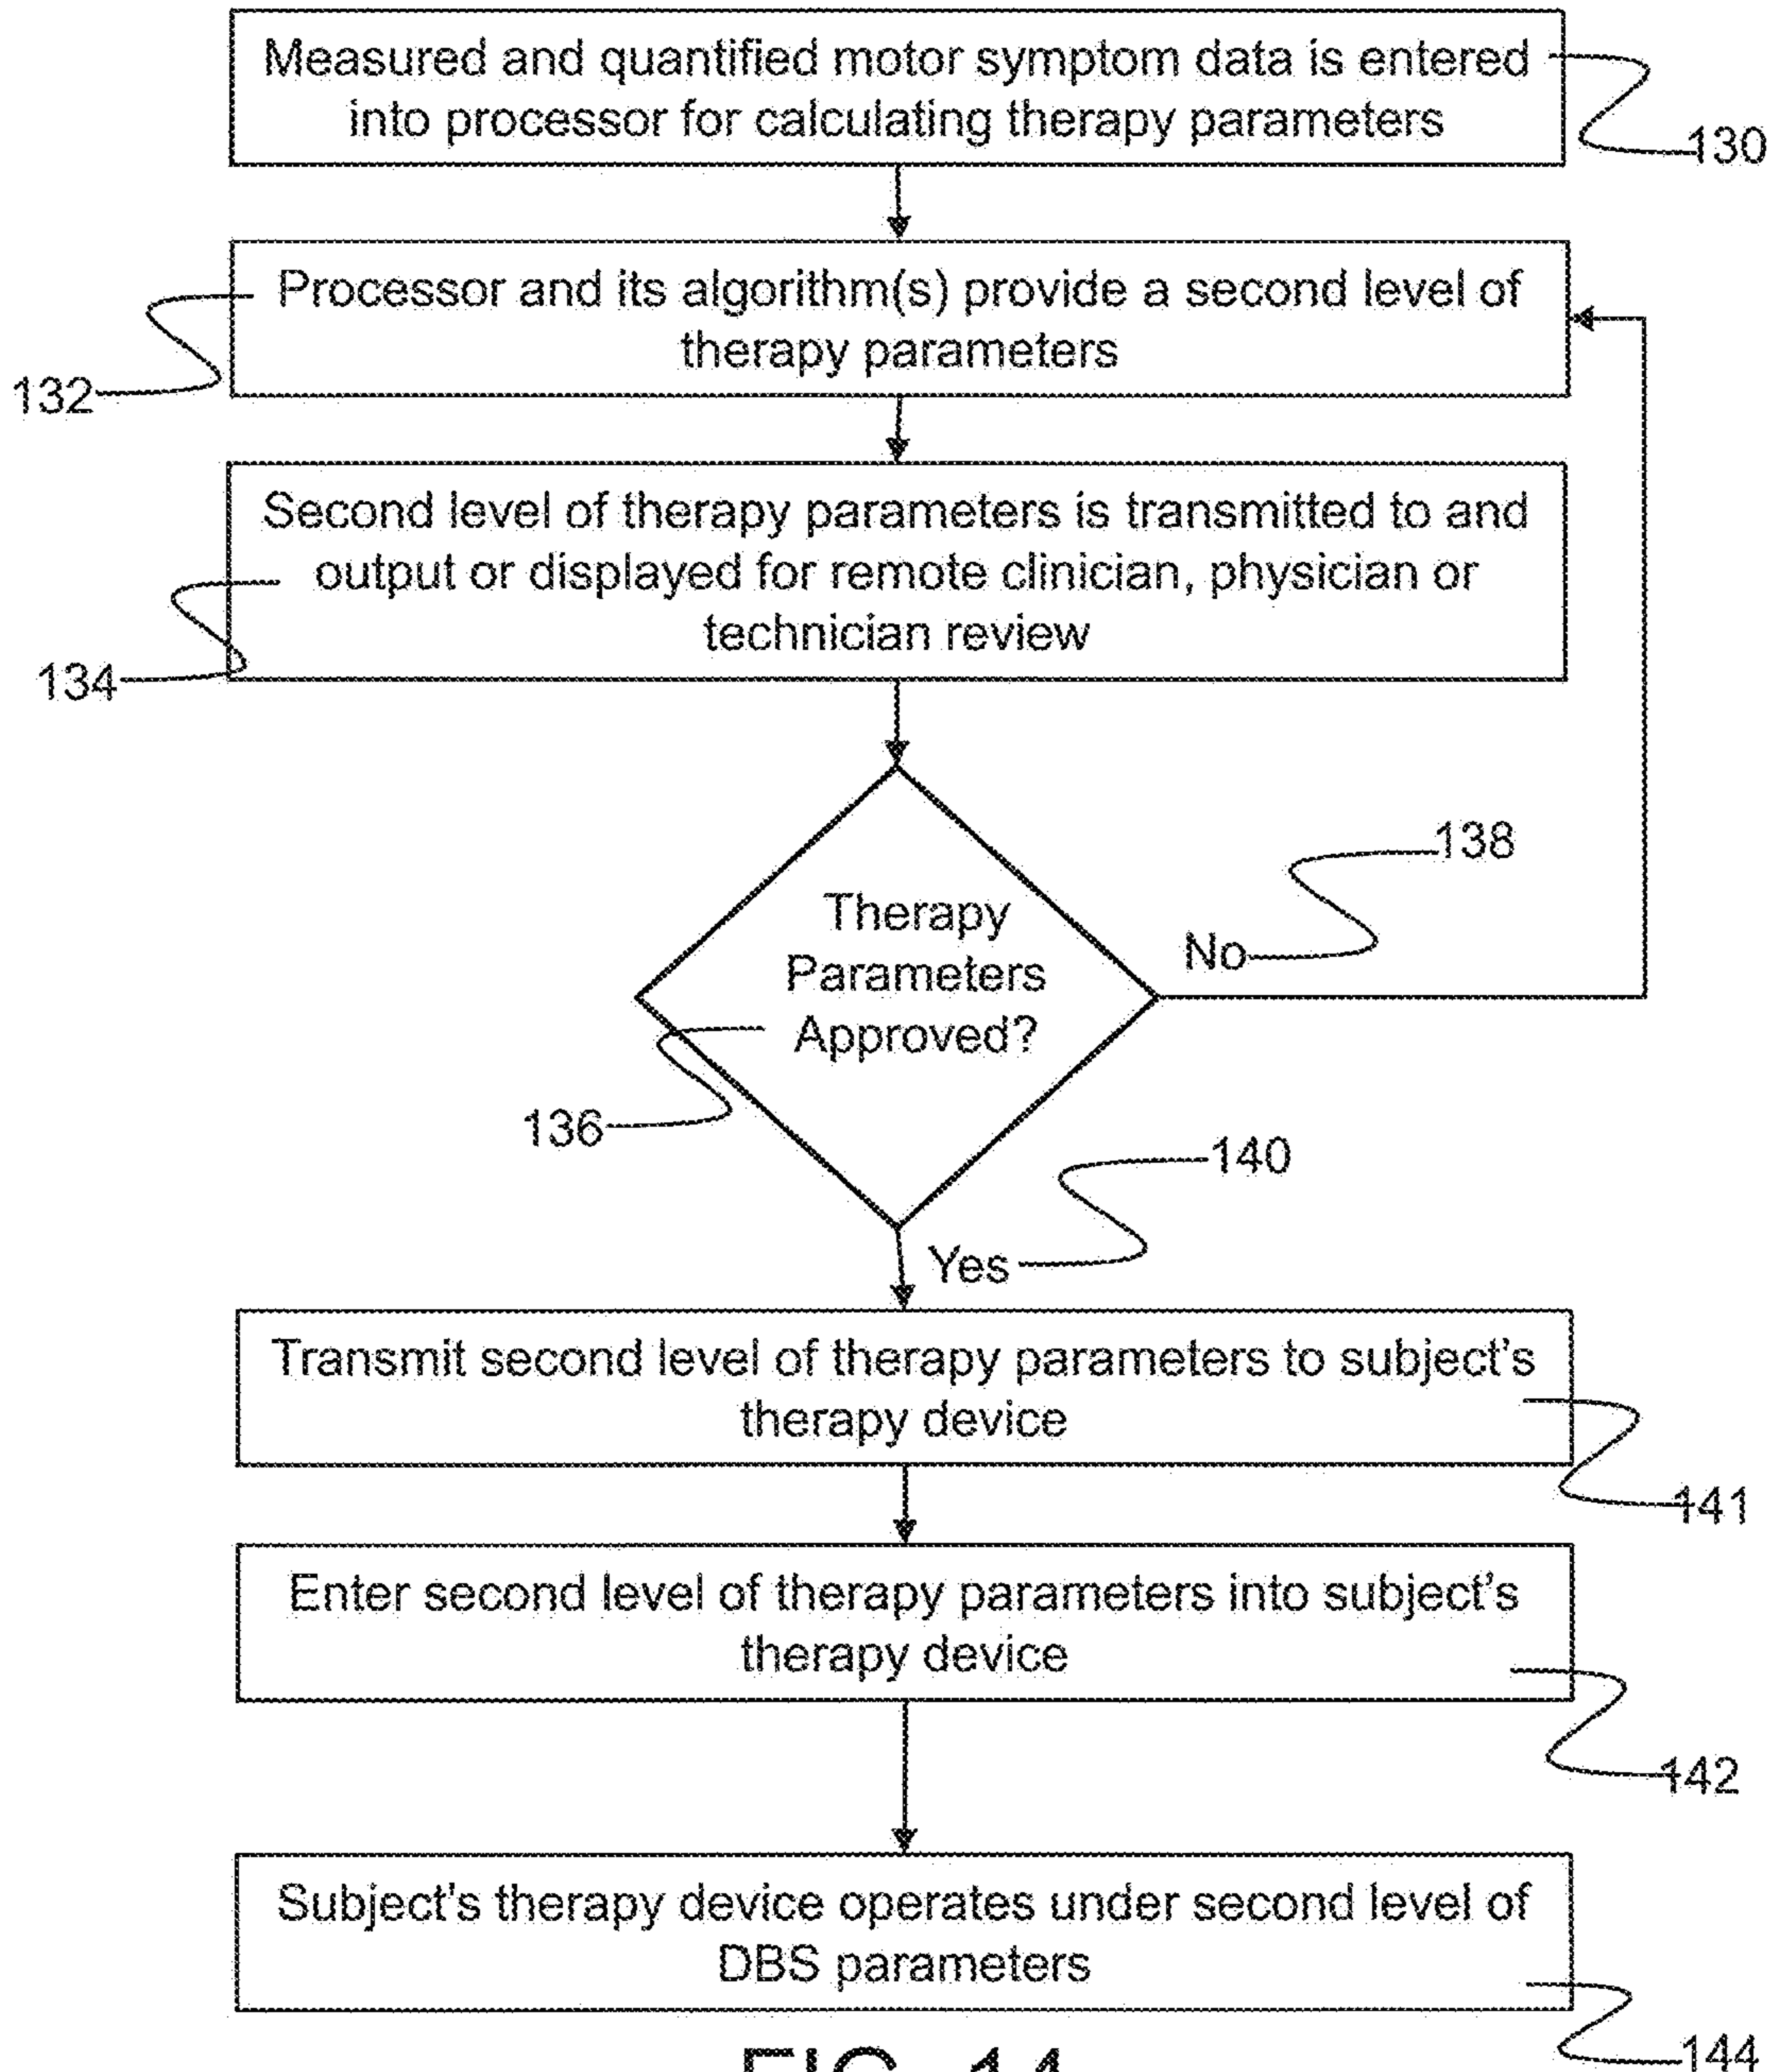 Measured and quantified motor symptom data is entered
into processor for calculating therapy parameters
130
Processor and its algorithm(s) provide a second level of
therapy parameters
132
Second level of therapy parameters is transmitted to and
output or displayed for remote clinician, physician or
technician review
134
138
Therapy
Parameters
Approved?
No
136
140
Yes
Transmit second level of therapy parameters to subject's
therapy device
141
Enter second level of therapy parameters into subject's
therapy device
142
Subject's therapy device operates under second level of
DBS parameters
144
FIG. 11